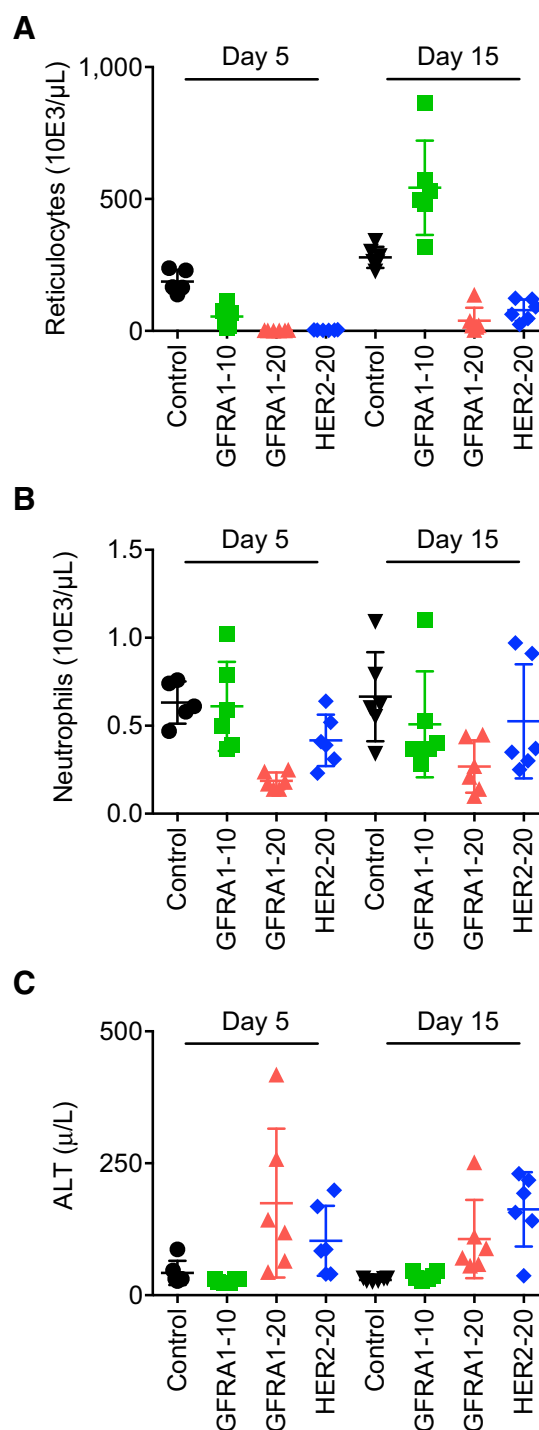 A
Day 5 Day 15
Reticulocytes (10E3/µL)
1,000
500
0
Control GFRA1-10 GFRA1-20 HER2-20 Control GFRA1-10 GFRA1-20 HER2-20
B
Day 5 Day 15
Neutrophils (10E3/µL)
1.5
1.0
0.5
0.0
Control GFRA1-10 GFRA1-20 HER2-20 Control GFRA1-10 GFRA1-20 HER2-20
C
Day 5 Day 15
ALT (µ/L)
500
250
0
Control GFRA1-10 GFRA1-20 HER2-20 Control GFRA1-10 GFRA1-20 HER2-20